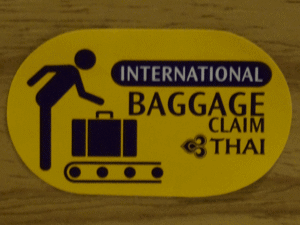 INTERNATIONAL
BAGGAGE
CLAIM
THAI